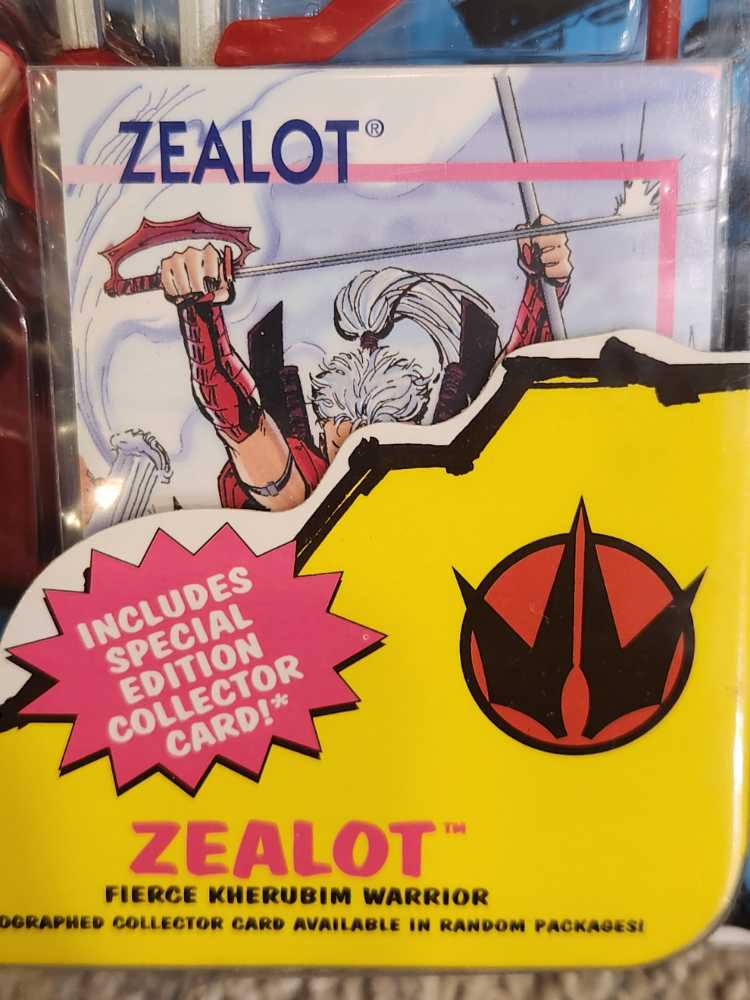 ZEALOT®
INCLUDES
SPECIAL
EDITION
COLLECTOR
CARD!*
ZEALOT™
FIERCE KHERUBIM WARRIOR
OGRAPHED COLLECTOR CARD AVAILABLE IN RANDOM PACKAGES!